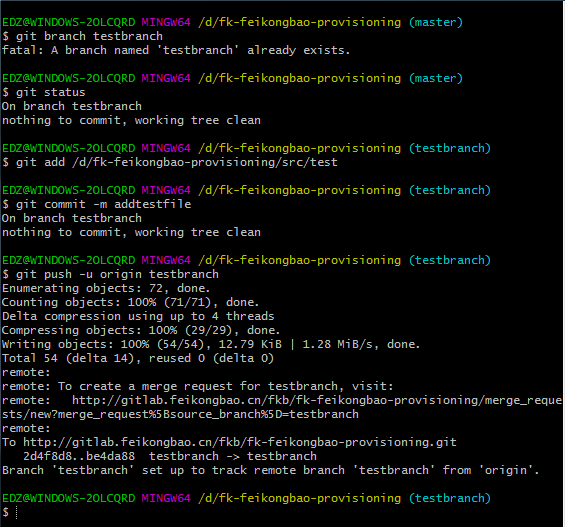 EDZ@WINDOWS-2OLCQRD MINGW64 /d/fk-feikongbao-provisioning (master)
$ git branch testbranch
fatal: A branch named 'testbranch' already exists.
EDZ@WINDOWS-2OLCQRD MINGW64 /d/fk-feikongbao-provisioning (master)
$ git status
On branch testbranch
nothing to commit, working tree clean
EDZ@WINDOWS-2OLCQRD MINGW64 /d/fk-feikongbao-provisioning (testbranch)
$ git add /d/fk-feikongbao-provisioning/src/test
EDZ@WINDOWS-2OLCQRD MINGW64 /d/fk-feikongbao-provisioning (testbranch)
$ git commit -m addtestfile
On branch testbranch
nothing to commit, working tree clean
EDZ@WINDOWS-2OLCQRD MINGW64 /d/fk-feikongbao-provisioning (testbranch)
$ git push -u origin testbranch
Enumerating objects: 72, done.
Counting objects: 100% (71/71), done.
Delta compression using up to 4 threads
Compressing objects: 100% (29/29), done.
Writing objects: 100% (54/54), 12.79 KiB | 1.28 MiB/s, done.
Total 54 (delta 14), reused 0 (delta 0)
remote:
remote: To create a merge request for testbranch, visit:
remote:   http://gitlab.feikongbao.cn/fkb/fk-feikongbao-provisioning/merge_reque
sts/new?merge_request%5Bsource_branch%5D=testbranch
remote:
To http://gitlab.feikongbao.cn/fkb/fk-feikongbao-provisioning.git
   2d4f8d8..be4da88  testbranch -> testbranch
Branch 'testbranch' set up to track remote branch 'testbranch' from 'origin'.
EDZ@WINDOWS-2OLCQRD MINGW64 /d/fk-feikongbao-provisioning (testbranch)
$